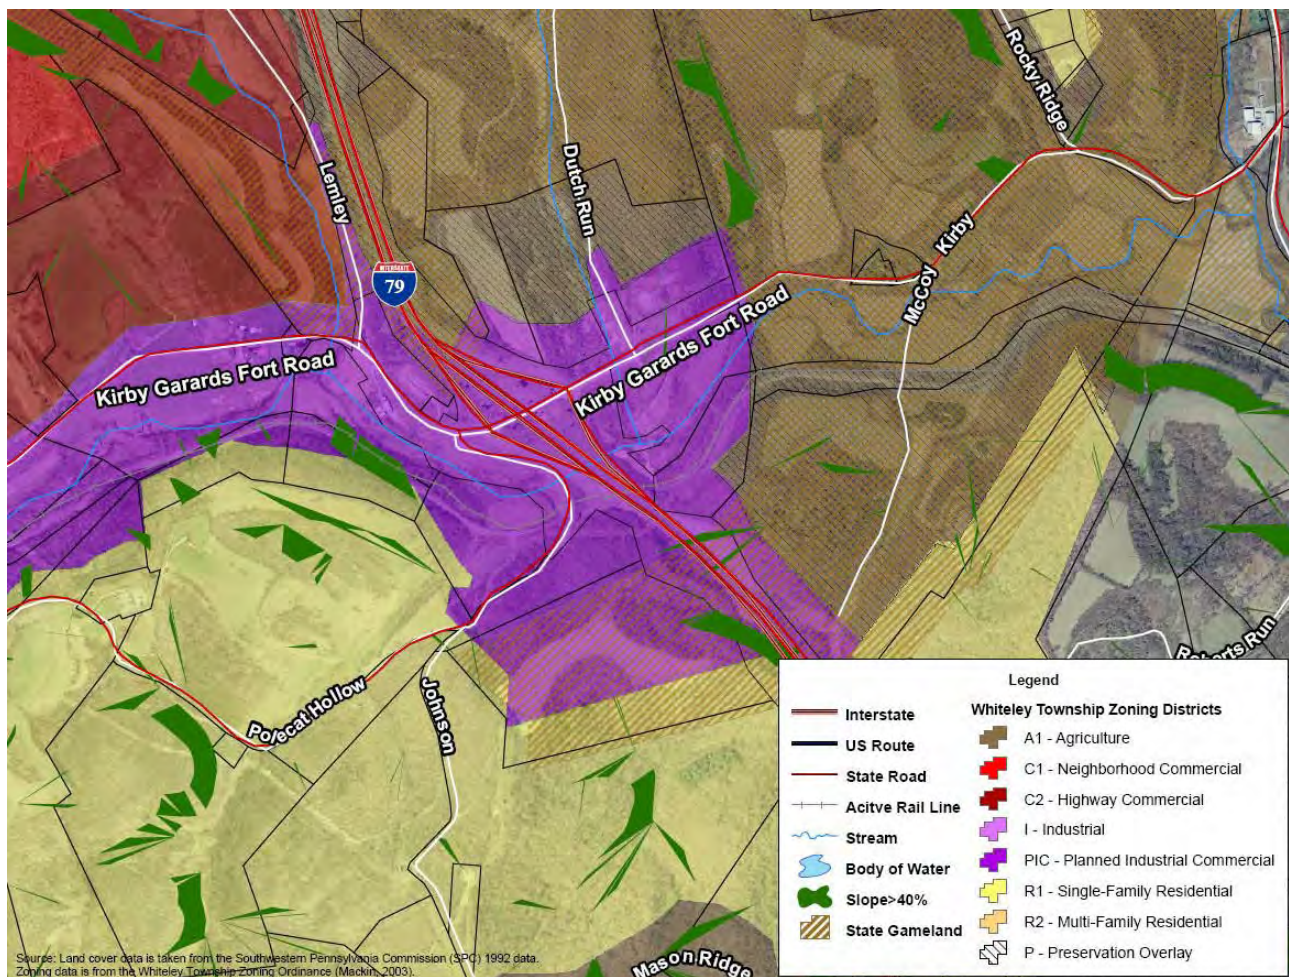 Rocky Ridge
Lemley
Dutch Run
Kirby
McCoy
INTERSTATE
79
Kirby Garards Fort Road
Kirby Garards Fort Road
Roberts Run
Polecat Hollow
Johnson
Mason Ridge
Legend
Interstate
US Route
State Road
Acitve Rail Line
Stream
Body of Water
Slope>40%
State Gameland
Whiteley Township Zoning Districts
A1 - Agriculture
C1 - Neighborhood Commercial
C2 - Highway Commercial
I - Industrial
PIC - Planned Industrial Commercial
R1 - Single-Family Residential
R2 - Multi-Family Residential
P - Preservation Overlay
Source: Land cover data is taken from the Southwestern Pennsylvania Commission (SPC) 1992 data.
Zoning data is from the Whiteley Township Zoning Ordinance (Mackin, 2003).